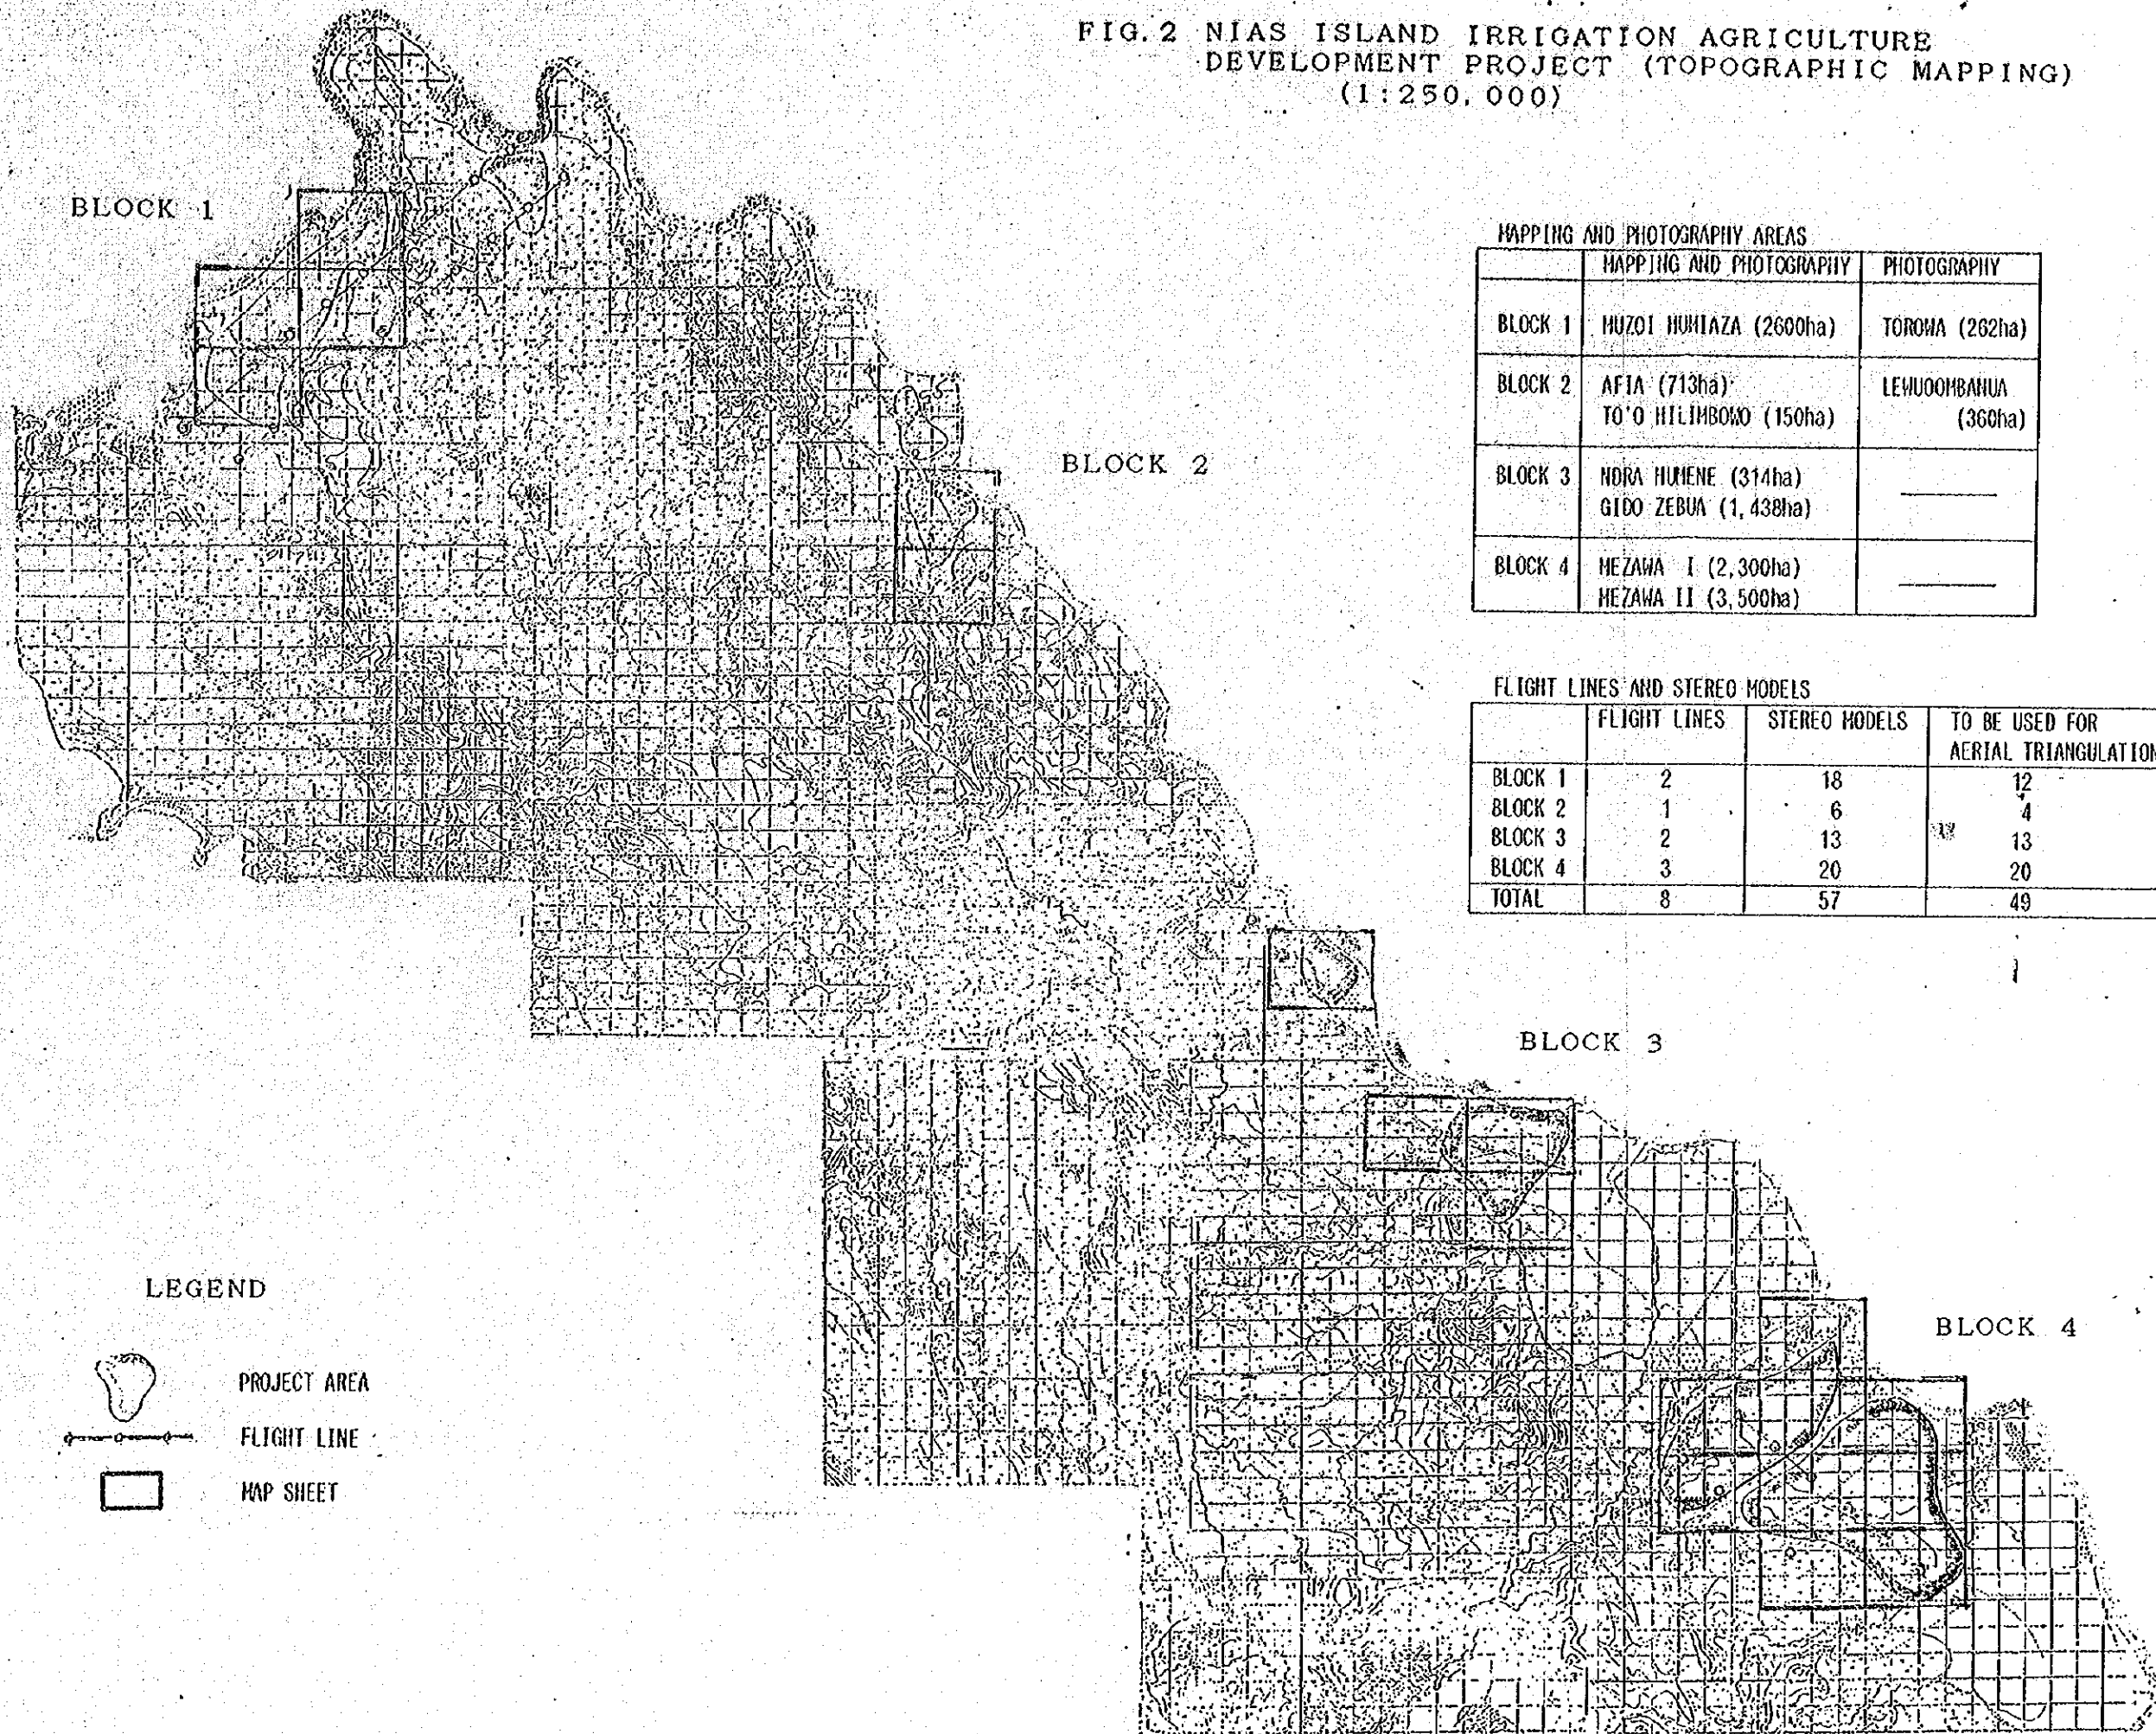 FIG. 2 NIAS ISLAND IRRIGATION AGRICULTURE
DEVELOPMENT PROJECT (TOPOGRAPHIC MAPPING)
(1:250,000)
BLOCK 1
BLOCK 2
BLOCK 3
BLOCK 4
MAPPING AND PHOTOGRAPHY AREAS
MAPPING AND PHOTOGRAPHY PHOTOGRAPHY
BLOCK 1 MUZOI HUMIAZA (2600ha) TOROWA (262ha)
BLOCK 2 AFIA (713ha) LEWUOOMBANUA
TO'O HILIMBOWO (150ha) (360ha)
BLOCK 3 NDRA HUMENE (314ha)
GIDO ZEBUA (1,438ha)
BLOCK 4 MEZAWA I (2,300ha)
MEZAWA II (3,500ha)
FLIGHT LINES AND STEREO MODELS
FLIGHT LINES STEREO MODELS TO BE USED FOR
AERIAL TRIANGULATION
BLOCK 1 2 18 12
BLOCK 2 1 6 4
BLOCK 3 2 13 13
BLOCK 4 3 20 20
TOTAL 8 57 49
LEGEND
PROJECT AREA
FLIGHT LINE
MAP SHEET